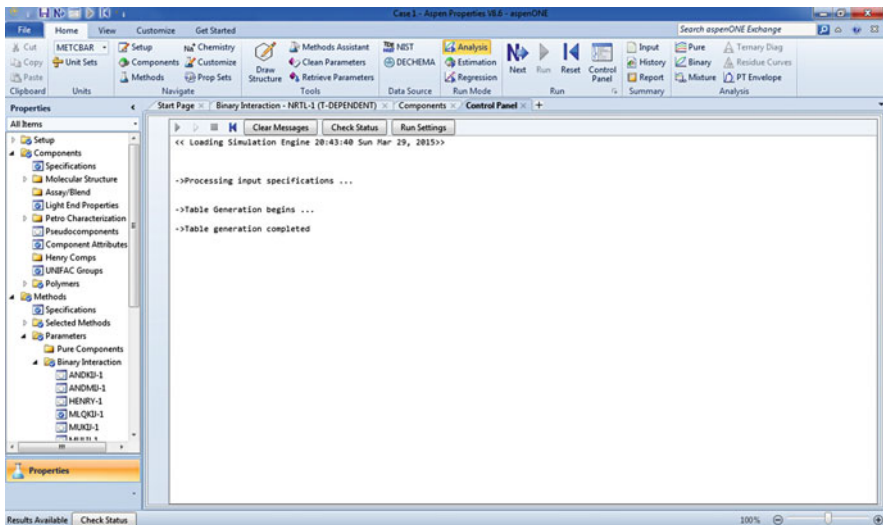 Case 1 - Aspen Properties V8.6 - aspenONE
File Home View Customize Get Started Search aspenONE Exchange
Cut METCBAR Setup Chemistry Methods Assistant NIST Analysis Input Pure Ternary Diag
Copy Unit Sets Components Customize Clean Parameters DECHEMA Estimation History Binary Residue Curves
Paste Methods Prop Sets Draw Structure Retrieve Parameters Regression Next Run Reset Control Panel Report Mixture PT Envelope
Clipboard Units Navigate Tools Data Source Run Mode Run Summary Analysis
Properties Start Page Binary Interaction - NRTL-1 (T-DEPENDENT) Components Control Panel
All Items
Clear Messages Check Status Run Settings
Setup
Components
Specifications
Molecular Structure
Assay/Blend
Light End Properties
Petro Characterization
Pseudocomponents
Component Attributes
Henry Comps
UNIFAC Groups
Polymers
Methods
Specifications
Selected Methods
Parameters
Pure Components
Binary Interaction
ANDKIJ-1
ANDMIJ-1
HENRY-1
MLQKIJ-1
MUKIJ-1
Properties
<< Loading Simulation Engine 20:43:40 Sun Mar 29, 2015>>
->Processing input specifications ...
->Table Generation begins ...
->Table generation completed
Results Available Check Status 100%